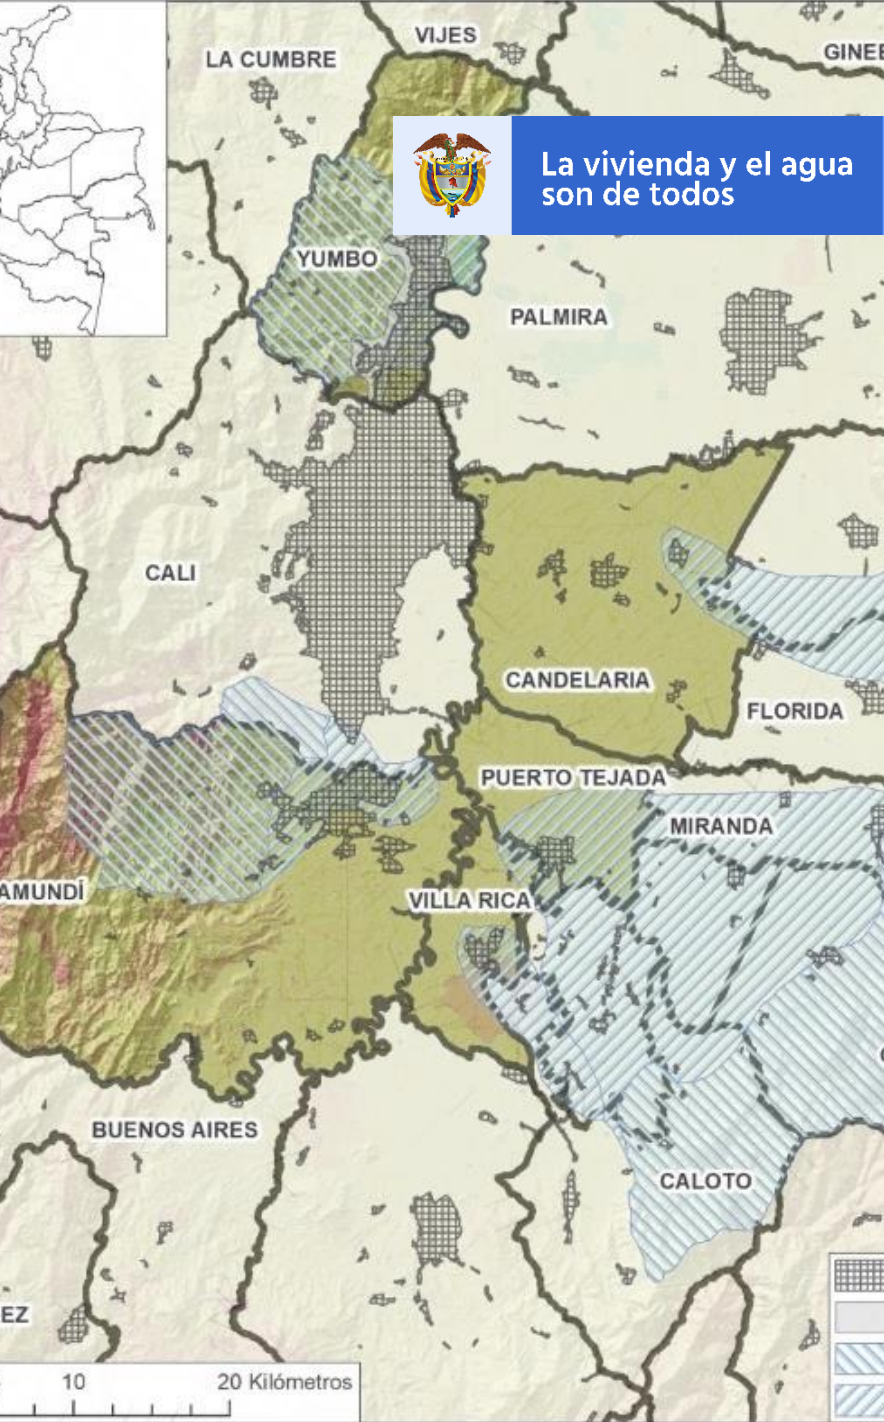 VIJES
LA CUMBRE
La vivienda y el agua
son de todos
YUMBO
PALMIRA
CALI
CANDELARIA
FLORIDA
PUERTO TEJADA
MIRANDA
AMUNDÍ
VILLA RICA
BUENOS AIRES
CALOTO
EZ
10
20 Kilómetros